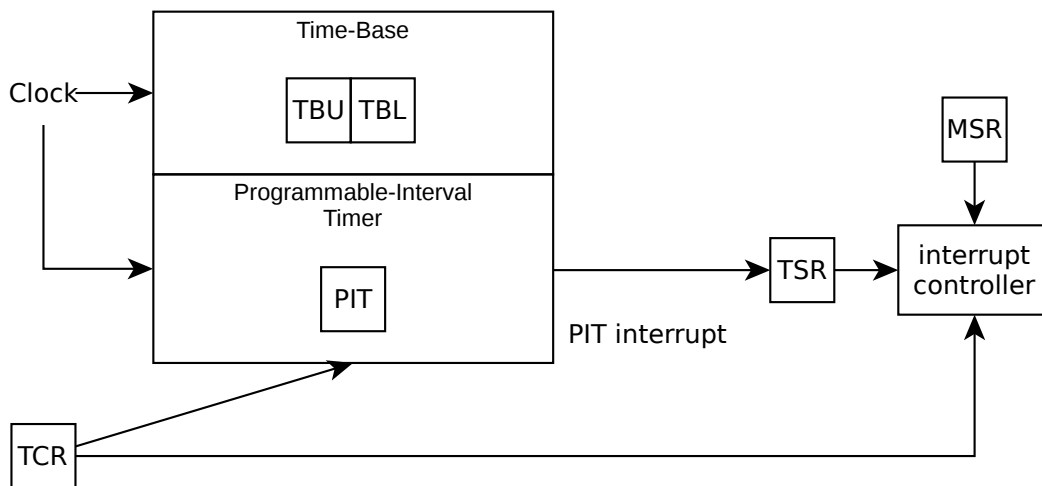 Time-Base
Clock
TBU TBL
MSR
Programmable-Interval
Timer
interrupt
controller
TSR
PIT
PIT interrupt
TCR